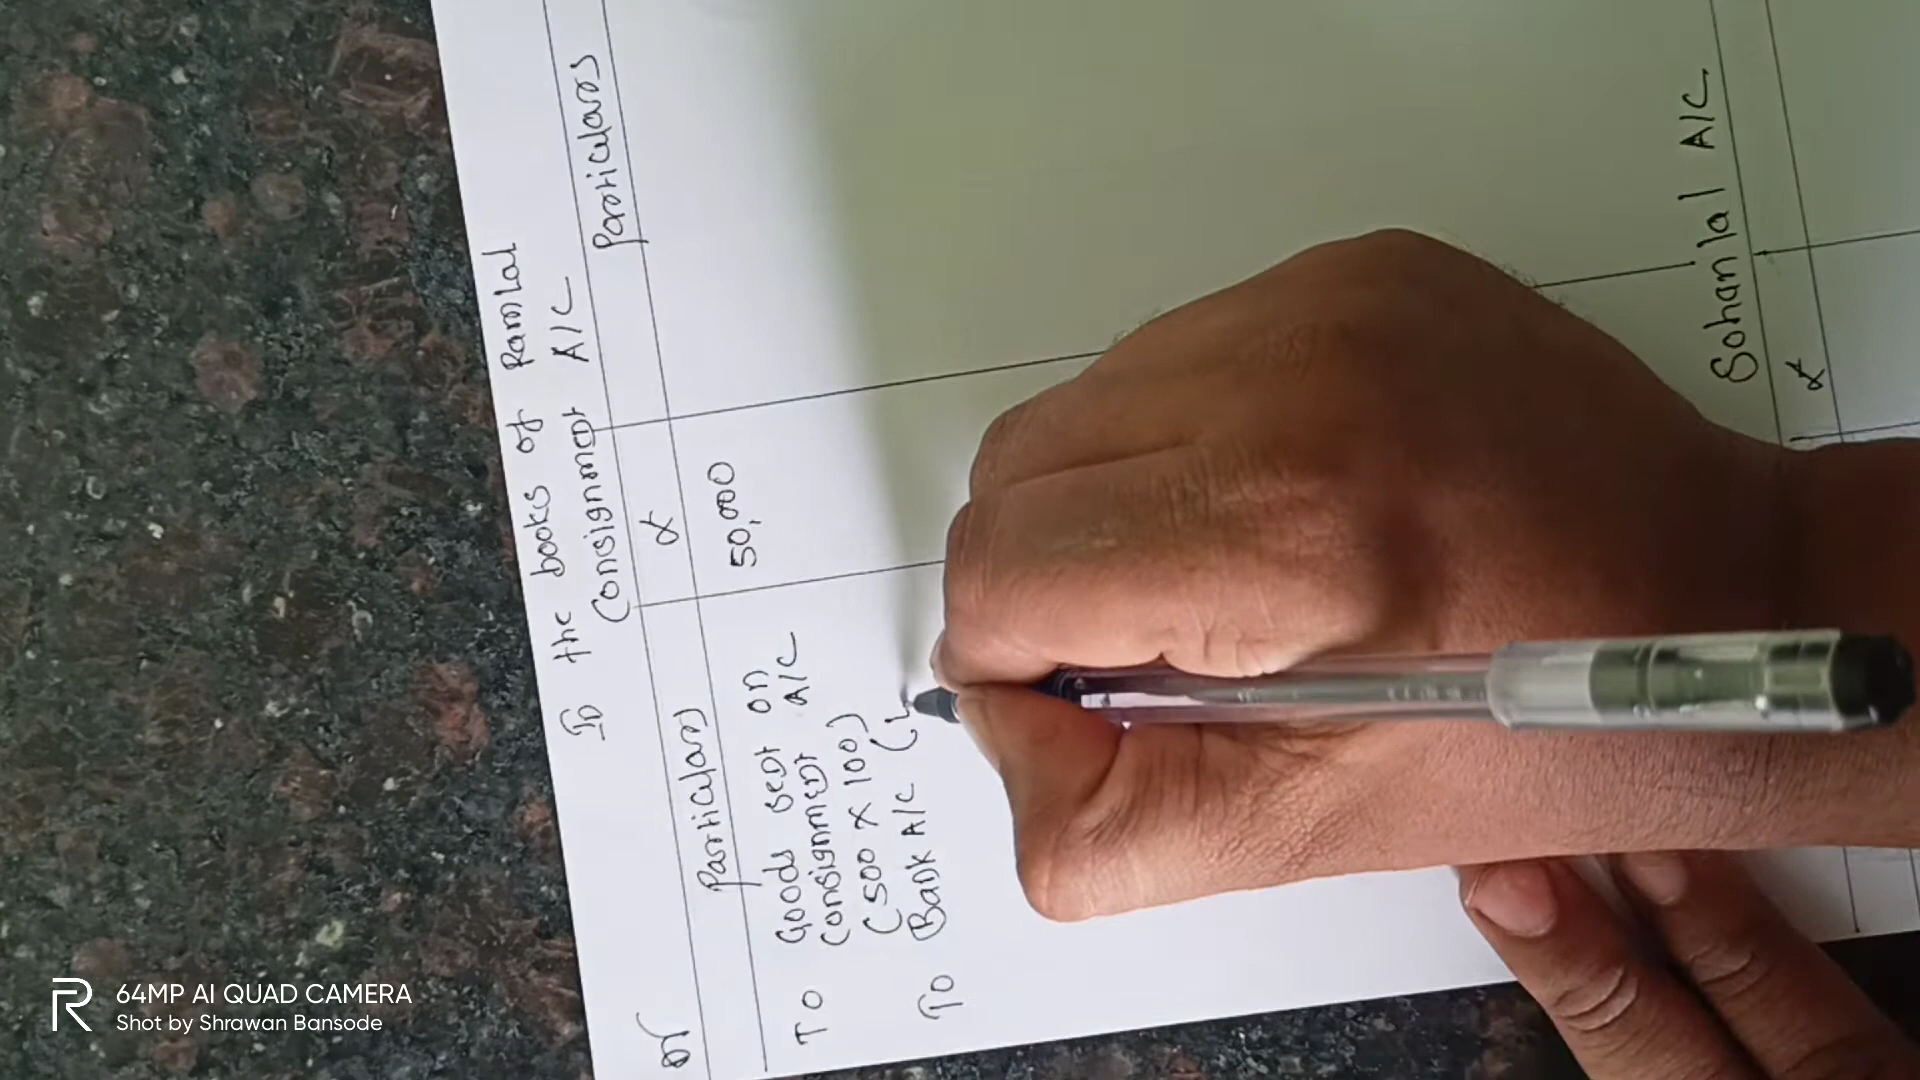 In the books of Ramlal
Consignment A/C
Dr
Particulars ₹ Particulars
To Goods sent on 50,000
Consignment A/C
(500 X 100)
To Bank A/C (
Sohanlal A/C
₹
R 64MP AI QUAD CAMERA
Shot by Shrawan Bansode